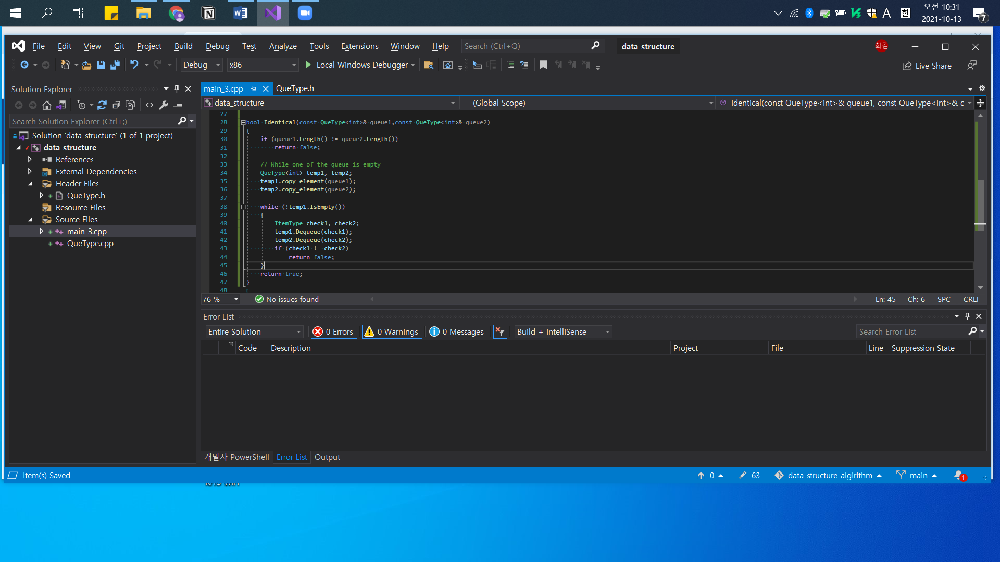 오전 10:31
A 한
2021-10-13
7
File Edit View Git Project Build Debug Test Analyze Tools Extensions Window Help Search (Ctrl+Q) data_structure 희김
Debug x86 Local Windows Debugger Live Share
Solution Explorer
Search Solution Explorer (Ctrl+;)
Solution 'data_structure' (1 of 1 project)
data_structure
References
External Dependencies
Header Files
QueType.h
Resource Files
Source Files
main_3.cpp
QueType.cpp
main_3.cpp QueType.h
data_structure (Global Scope) Identical(const QueType<int>& queue1, const QueType<int>& q
27
28 bool Identical(const QueType<int>& queue1,const QueType<int>& queue2)
29 {
30 if (queue1.Length() != queue2.Length())
31 return false;
32
33 // While one of the queue is empty
34 QueType<int> temp1, temp2;
35 temp1.copy_element(queue1);
36 temp2.copy_element(queue2);
37
38 while (!temp1.IsEmpty())
39 {
40 ItemType check1, check2;
41 temp1.Dequeue(check1);
42 temp2.Dequeue(check2);
43 if (check1 != check2)
44 return false;
45 }
46 return true;
47 }
48
76 % No issues found Ln: 45 Ch: 6 SPC CRLF
Error List
Entire Solution 0 Errors 0 Warnings 0 Messages Build + IntelliSense Search Error List
Code Description Project File Line Suppression State
개발자 PowerShell Error List Output
Item(s) Saved 0 63 data_structure_algirithm main 1